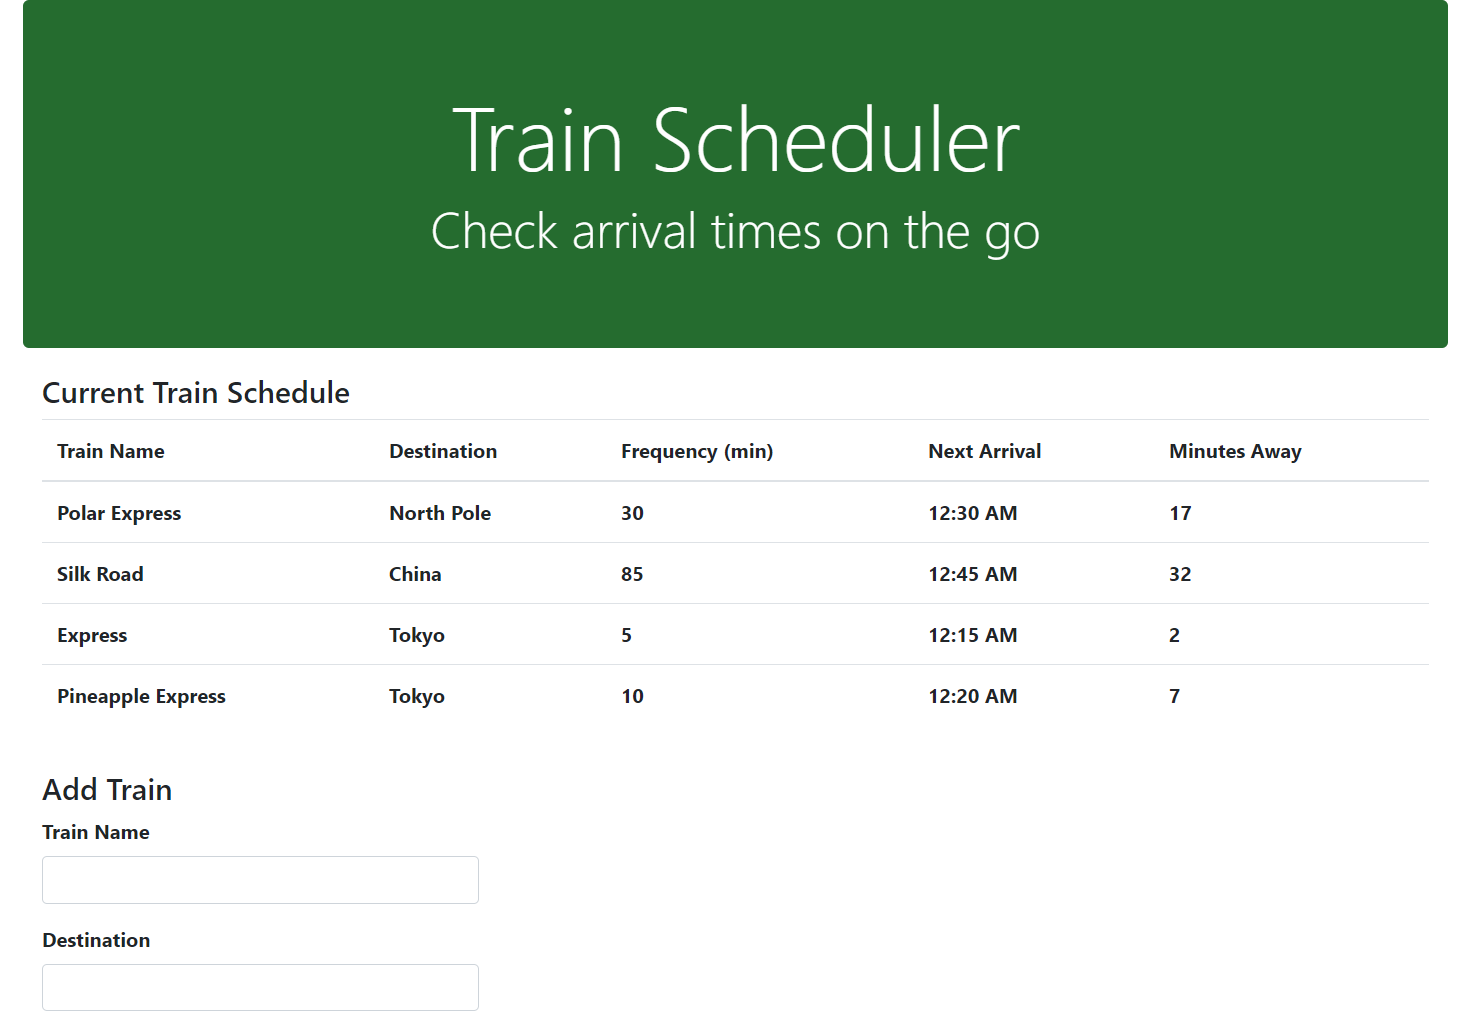 Train Scheduler
Check arrival times on the go
Current Train Schedule
Train Name Destination Frequency (min) Next Arrival Minutes Away
Polar Express North Pole 30 12:30 AM 17
Silk Road China 85 12:45 AM 32
Express Tokyo 5 12:15 AM 2
Pineapple Express Tokyo 10 12:20 AM 7
Add Train
Train Name
Destination